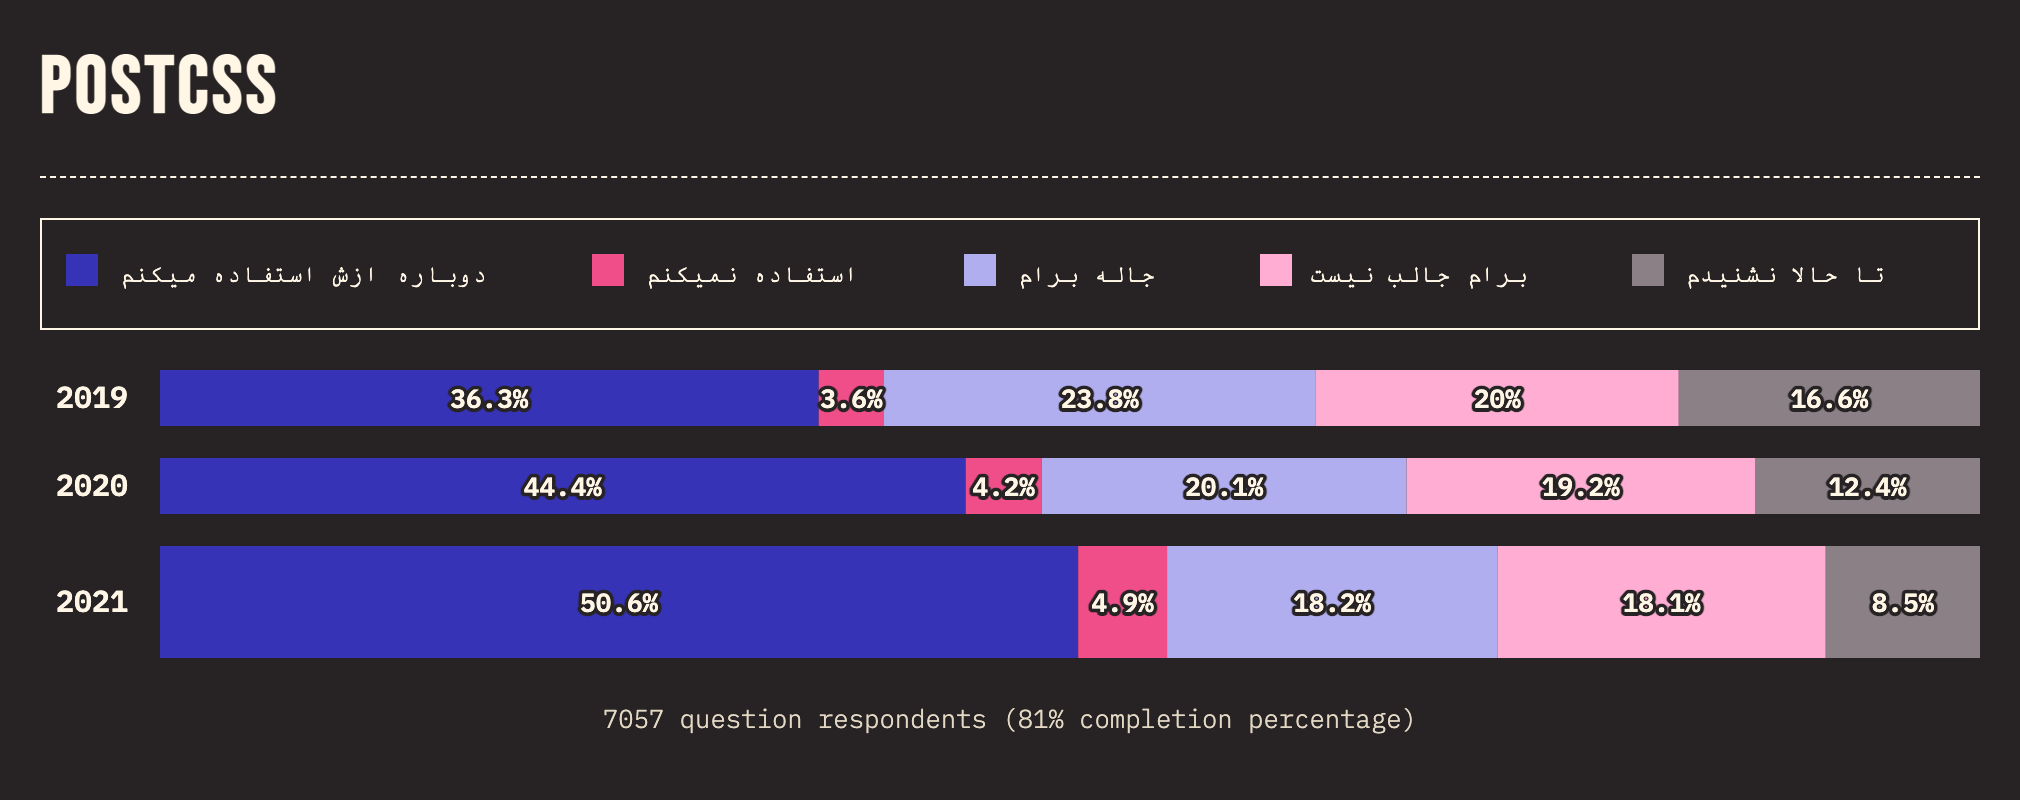 POSTCSS
دوباره ازش استفاده میکنم
استفاده نمیکنم
جاله برام
برام جالب نیست
تا حالا نشنیدم
2019 36.3% 3.6% 23.8% 20% 16.6%
2020 44.4% 4.2% 20.1% 19.2% 12.4%
2021 50.6% 4.9% 18.2% 18.1% 8.5%
7057 question respondents (81% completion percentage)